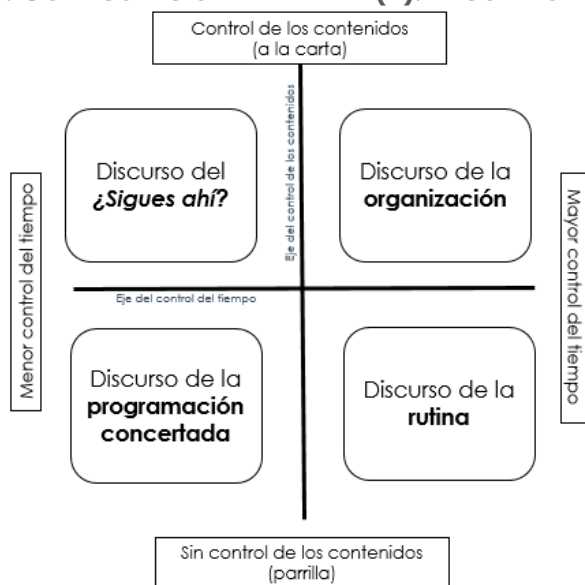 Control de los contenidos
(a la carta)
Eje del control de los contenidos
Discurso del
¿Sigues ahí?
Discurso de la
organización
Menor control del tiempo
Mayor control del tiempo
Eje del control del tiempo
Discurso de la
programación
concertada
Discurso de la
rutina
Sin control de los contenidos
(parrilla)